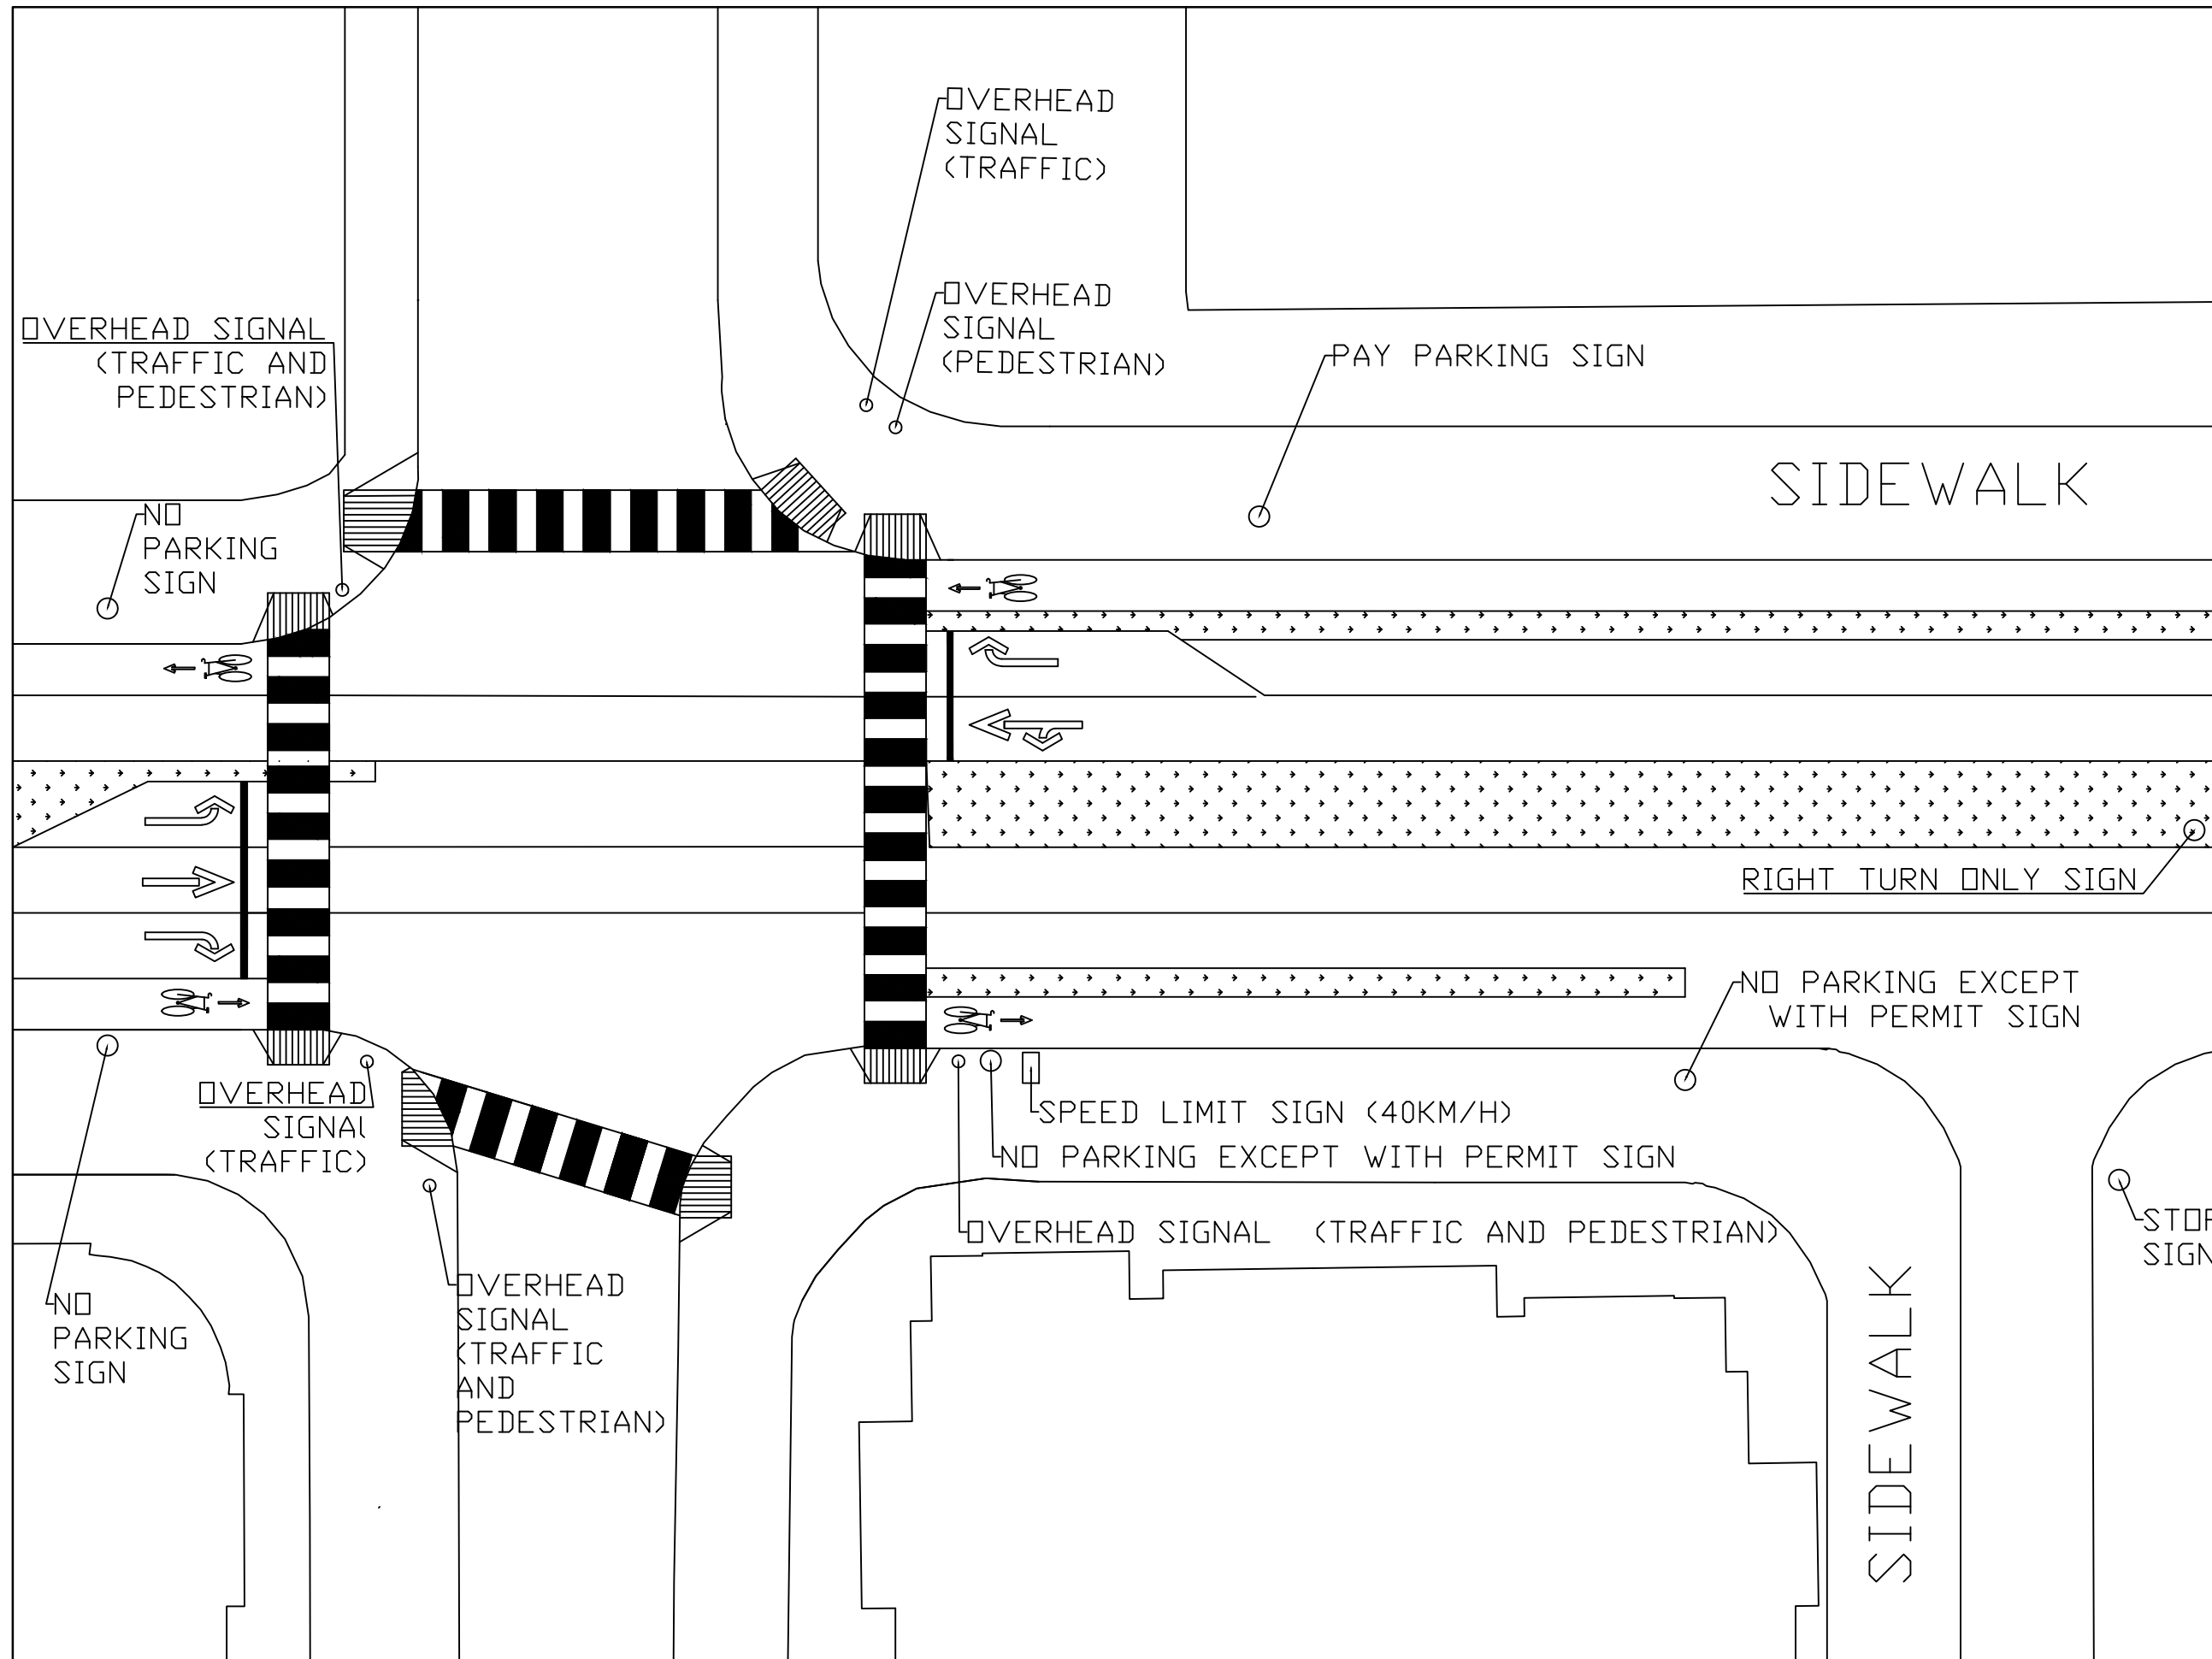 OVERHEAD
SIGNAL
(TRAFFIC)
OVERHEAD
SIGNAL
(PEDESTRIAN)
OVERHEAD SIGNAL
(TRAFFIC AND
PEDESTRIAN)
PAY PARKING SIGN
SIDEWALK
NO
PARKING
SIGN
RIGHT TURN ONLY SIGN
NO PARKING EXCEPT
WITH PERMIT SIGN
OVERHEAD
SIGNAL
(TRAFFIC)
SPEED LIMIT SIGN (40KM/H)
NO PARKING EXCEPT WITH PERMIT SIGN
OVERHEAD SIGNAL (TRAFFIC AND PEDESTRIAN)
STOP
SIGN
NO
PARKING
SIGN
OVERHEAD
SIGNAL
(TRAFFIC
AND
PEDESTRIAN)
SIDEWALK